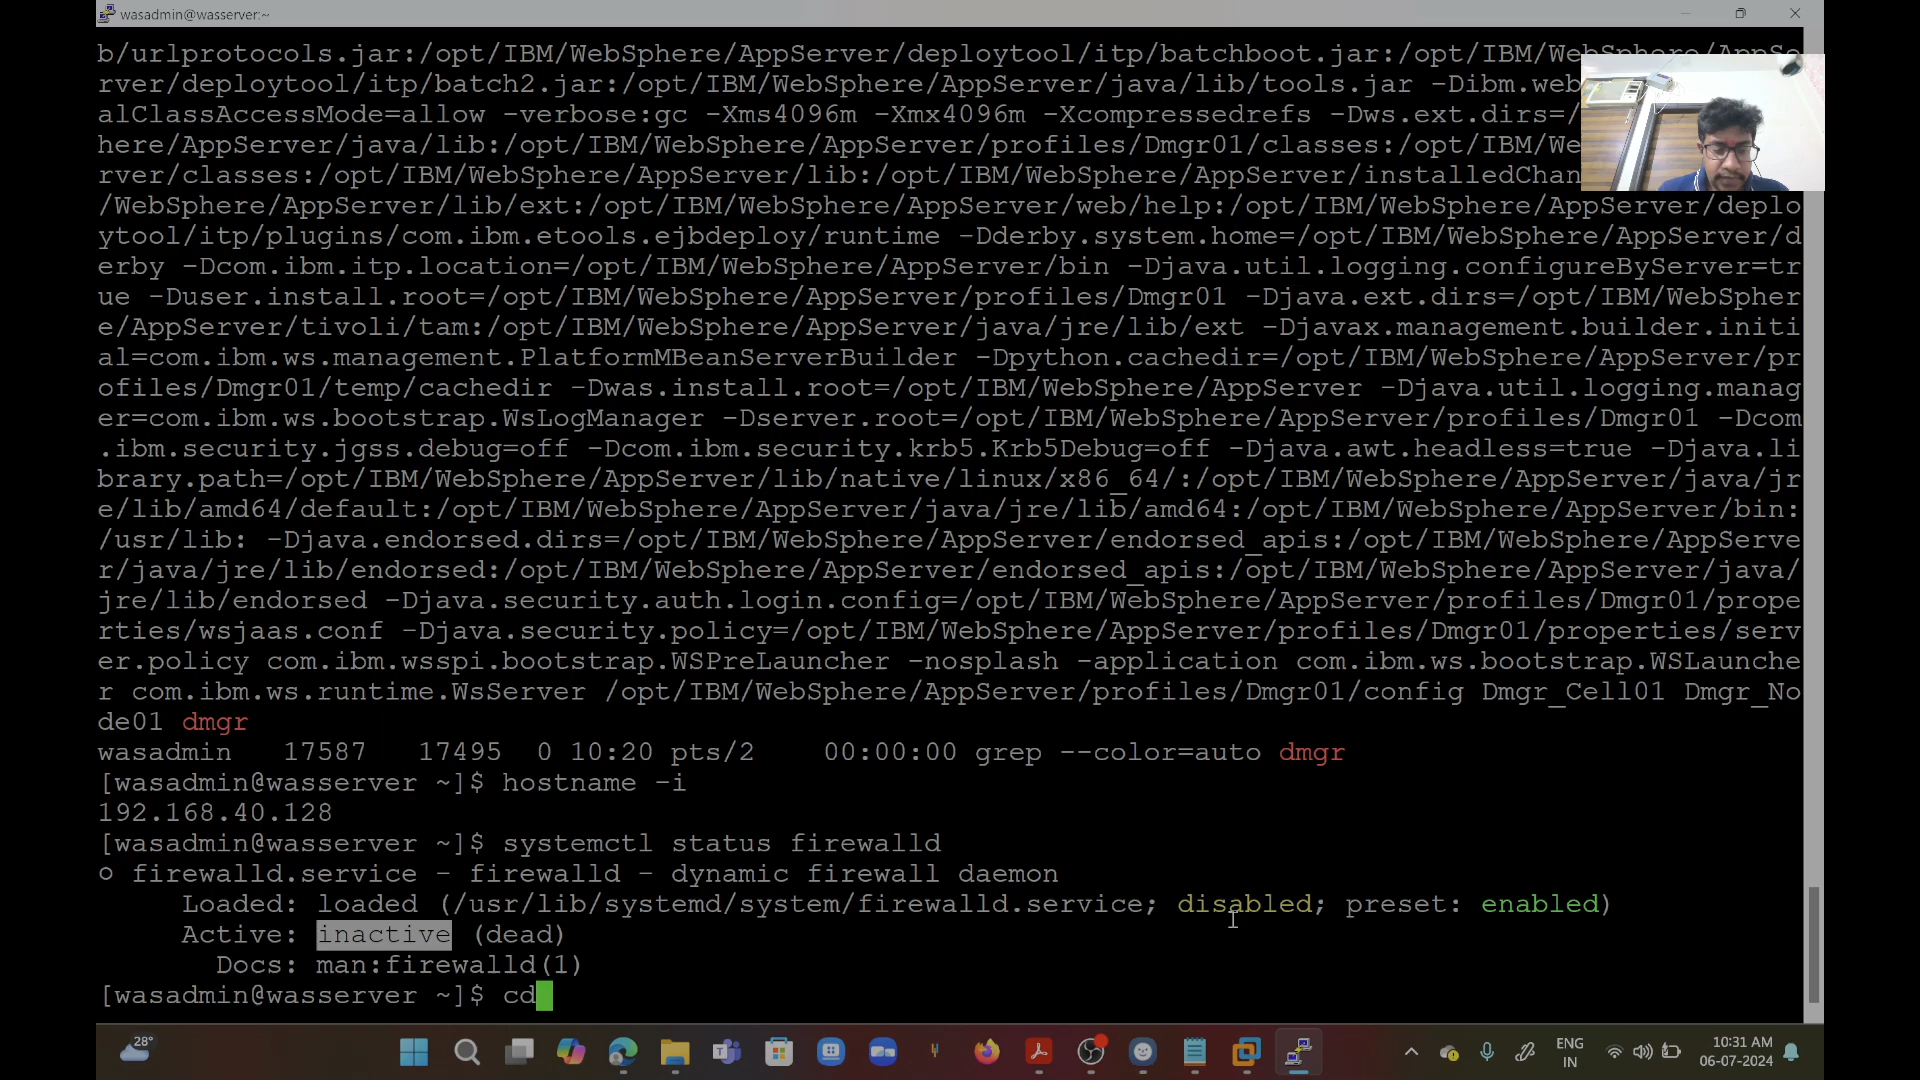 wasadmin@wasserver:~
b/urlprotocols.jar:/opt/IBM/WebSphere/AppServer/deploytool/itp/batchboot.jar:/opt/IBM/WebSphere/AppSe
rver/deploytool/itp/batch2.jar:/opt/IBM/WebSphere/AppServer/java/lib/tools.jar -Dibm.web
alClassAccessMode=allow -verbose:gc -Xms4096m -Xmx4096m -Xcompressedrefs -Dws.ext.dirs=/
here/AppServer/java/lib:/opt/IBM/WebSphere/AppServer/profiles/Dmgr01/classes:/opt/IBM/We
rver/classes:/opt/IBM/WebSphere/AppServer/lib:/opt/IBM/WebSphere/AppServer/installedChan
/WebSphere/AppServer/lib/ext:/opt/IBM/WebSphere/AppServer/web/help:/opt/IBM/WebSphere/AppServer/deplo
ytool/itp/plugins/com.ibm.etools.ejbdeploy/runtime -Dderby.system.home=/opt/IBM/WebSphere/AppServer/d
erby -Dcom.ibm.itp.location=/opt/IBM/WebSphere/AppServer/bin -Djava.util.logging.configureByServer=tr
ue -Duser.install.root=/opt/IBM/WebSphere/AppServer/profiles/Dmgr01 -Djava.ext.dirs=/opt/IBM/WebSpher
e/AppServer/tivoli/tam:/opt/IBM/WebSphere/AppServer/java/jre/lib/ext -Djavax.management.builder.initi
al=com.ibm.ws.management.PlatformMBeanServerBuilder -Dpython.cachedir=/opt/IBM/WebSphere/AppServer/pr
ofiles/Dmgr01/temp/cachedir -Dwas.install.root=/opt/IBM/WebSphere/AppServer -Djava.util.logging.manag
er=com.ibm.ws.bootstrap.WsLogManager -Dserver.root=/opt/IBM/WebSphere/AppServer/profiles/Dmgr01 -Dcom
.ibm.security.jgss.debug=off -Dcom.ibm.security.krb5.Krb5Debug=off -Djava.awt.headless=true -Djava.li
brary.path=/opt/IBM/WebSphere/AppServer/lib/native/linux/x86_64/:/opt/IBM/WebSphere/AppServer/java/jr
e/lib/amd64/default:/opt/IBM/WebSphere/AppServer/java/jre/lib/amd64:/opt/IBM/WebSphere/AppServer/bin:
/usr/lib: -Djava.endorsed.dirs=/opt/IBM/WebSphere/AppServer/endorsed_apis:/opt/IBM/WebSphere/AppServe
r/java/jre/lib/endorsed:/opt/IBM/WebSphere/AppServer/endorsed_apis:/opt/IBM/WebSphere/AppServer/java/
jre/lib/endorsed -Djava.security.auth.login.config=/opt/IBM/WebSphere/AppServer/profiles/Dmgr01/prope
rties/wsjaas.conf -Djava.security.policy=/opt/IBM/WebSphere/AppServer/profiles/Dmgr01/properties/serv
er.policy com.ibm.wsspi.bootstrap.WSPreLauncher -nosplash -application com.ibm.ws.bootstrap.WSLaunche
r com.ibm.ws.runtime.WsServer /opt/IBM/WebSphere/AppServer/profiles/Dmgr01/config Dmgr_Cell01 Dmgr_No
de01 dmgr
wasadmin   17587   17495  0 10:20 pts/2    00:00:00 grep --color=auto dmgr
[wasadmin@wasserver ~]$ hostname -i
192.168.40.128
[wasadmin@wasserver ~]$ systemctl status firewalld
○ firewalld.service - firewalld - dynamic firewall daemon
     Loaded: loaded (/usr/lib/systemd/system/firewalld.service; disabled; preset: enabled)
     Active: inactive (dead)
       Docs: man:firewalld(1)
[wasadmin@wasserver ~]$ cd
28°
ENG
IN
10:31 AM
06-07-2024